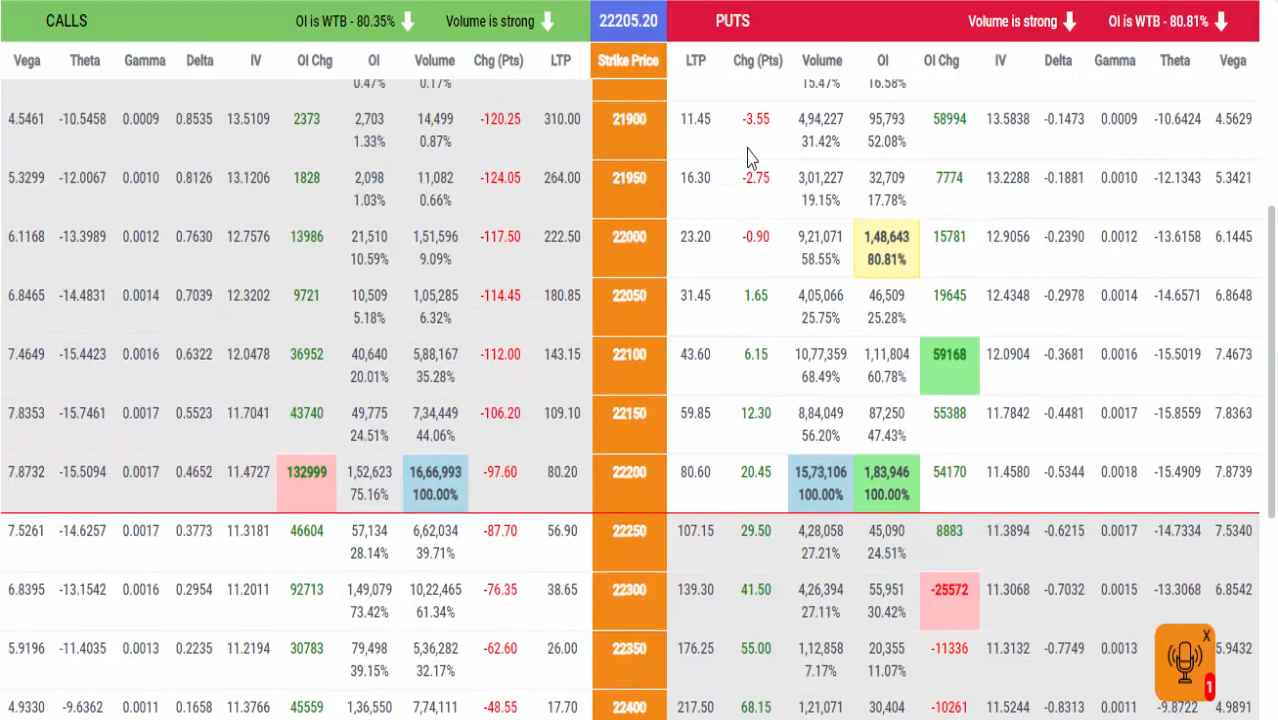 CALLS OI is WTB - 80.35% Volume is strong 22205.20 PUTS Volume is strong OI is WTB - 80.81%
Vega Theta Gamma Delta IV OI Chg OI Volume Chg (Pts) LTP Strike Price LTP Chg (Pts) Volume OI OI Chg IV Delta Gamma Theta Vega
0.47% 0.17% 15.47% 16.58%
4.5461 -10.5458 0.0009 0.8535 13.5109 2373 2,703 14,499 -120.25 310.00 21900 11.45 -3.55 4,94,227 95,793 58994 13.5838 -0.1473 0.0009 -10.6424 4.5629
1.33% 0.87% 31.42% 52.08%
5.3299 -12.0067 0.0010 0.8126 13.1206 1828 2,098 11,082 -124.05 264.00 21950 16.30 -2.75 3,01,227 32,709 7774 13.2288 -0.1881 0.0010 -12.1343 5.3421
1.03% 0.66% 19.15% 17.78%
6.1168 -13.3989 0.0012 0.7630 12.7576 13986 21,510 1,51,596 -117.50 222.50 22000 23.20 -0.90 9,21,071 1,48,643 15781 12.9056 -0.2390 0.0012 -13.6158 6.1445
10.59% 9.09% 58.55% 80.81%
6.8465 -14.4831 0.0014 0.7039 12.3202 9721 10,509 1,05,285 -114.45 180.85 22050 31.45 1.65 4,05,066 46,509 19645 12.4348 -0.2978 0.0014 -14.6571 6.8648
5.18% 6.32% 25.75% 25.28%
7.4649 -15.4423 0.0016 0.6322 12.0478 36952 40,640 5,88,167 -112.00 143.15 22100 43.60 6.15 10,77,359 1,11,804 59168 12.0904 -0.3681 0.0016 -15.5019 7.4673
20.01% 35.28% 68.49% 60.78%
7.8353 -15.7461 0.0017 0.5523 11.7041 43740 49,775 7,34,449 -106.20 109.10 22150 59.85 12.30 8,84,049 87,250 55388 11.7842 -0.4481 0.0017 -15.8559 7.8363
24.51% 44.06% 56.20% 47.43%
7.8732 -15.5094 0.0017 0.4652 11.4727 132999 1,52,623 16,66,993 -97.60 80.20 22200 80.60 20.45 15,73,106 1,83,946 54170 11.4580 -0.5344 0.0018 -15.4909 7.8739
75.16% 100.00% 100.00% 100.00%
7.5261 -14.6257 0.0017 0.3773 11.3181 46604 57,134 6,62,034 -87.70 56.90 22250 107.15 29.50 4,28,058 45,090 8883 11.3894 -0.6215 0.0017 -14.7334 7.5340
28.14% 39.71% 27.21% 24.51%
6.8395 -13.1542 0.0016 0.2954 11.2011 92713 1,49,079 10,22,465 -76.35 38.65 22300 139.30 41.50 4,26,394 55,951 -25572 11.3068 -0.7032 0.0015 -13.3068 6.8542
73.42% 61.34% 27.11% 30.42%
5.9196 -11.4035 0.0013 0.2235 11.2194 30783 79,498 5,36,282 -62.60 26.00 22350 176.25 55.00 1,12,858 20,355 -11336 11.3132 -0.7749 0.0013 5.9432
39.15% 32.17% 7.17% 11.07%
X
1
4.9330 -9.6362 0.0011 0.1658 11.3766 45559 1,36,550 7,74,111 -48.55 17.70 22400 217.50 68.15 1,21,071 30,404 -10261 11.5244 -0.8313 0.0011 -9.8722 4.9891